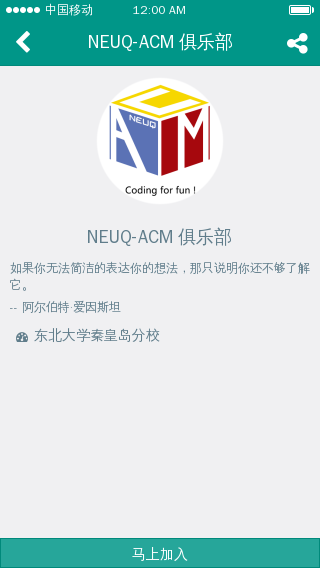 中国移动 12:00 AM
NEUQ-ACM 俱乐部
NEUQ
ACM
Coding for fun !
NEUQ-ACM 俱乐部
如果你无法简洁的表达你的想法，那只说明你还不够了解
它。
-- 阿尔伯特·爱因斯坦
东北大学秦皇岛分校
马上加入